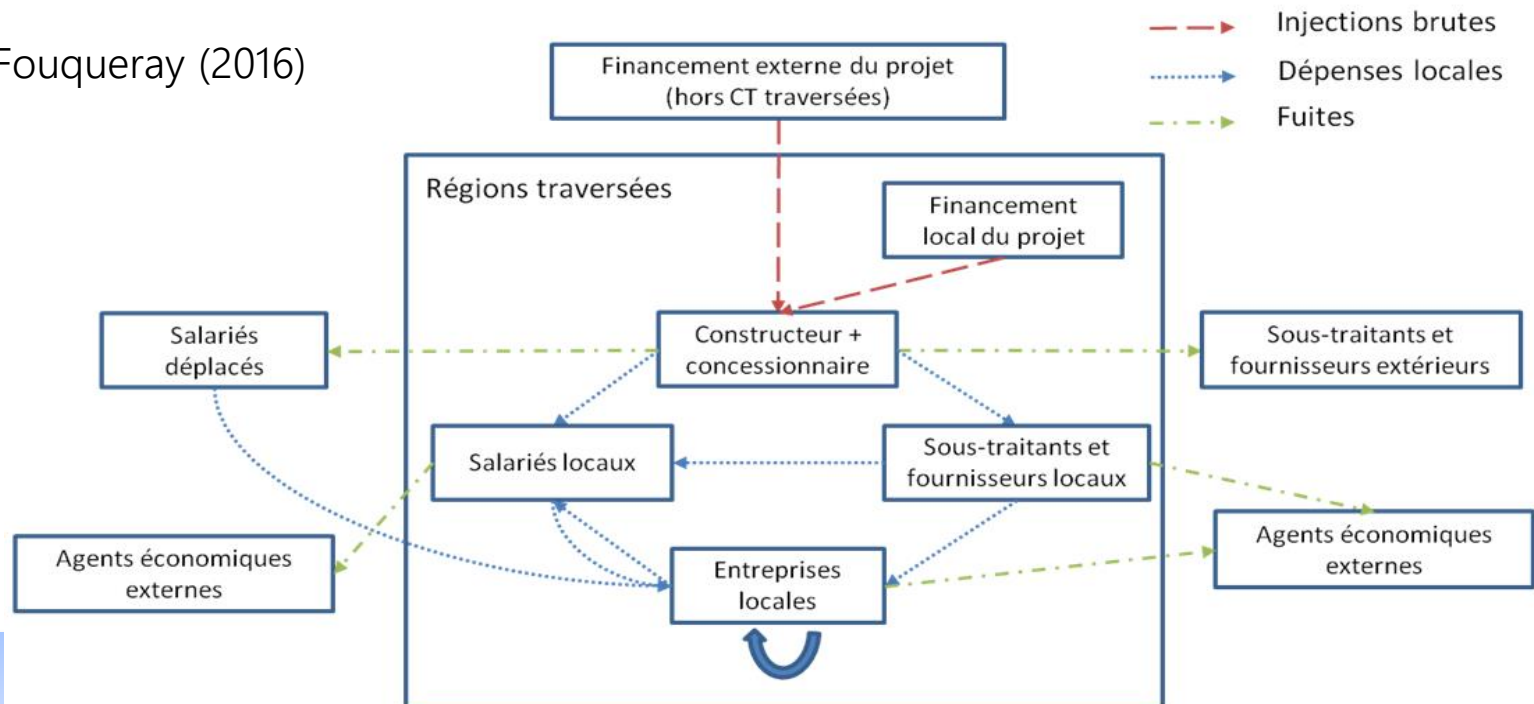 Fouqueray (2016)
Injections brutes
Dépenses locales
Fuites
Financement externe du projet
(hors CT traversées)
Régions traversées
Financement
local du projet
Salariés
déplacés
Constructeur +
concessionnaire
Sous-traitants et
fournisseurs extérieurs
Salariés locaux
Sous-traitants et
fournisseurs locaux
Agents économiques
externes
Entreprises
locales
Agents économiques
externes